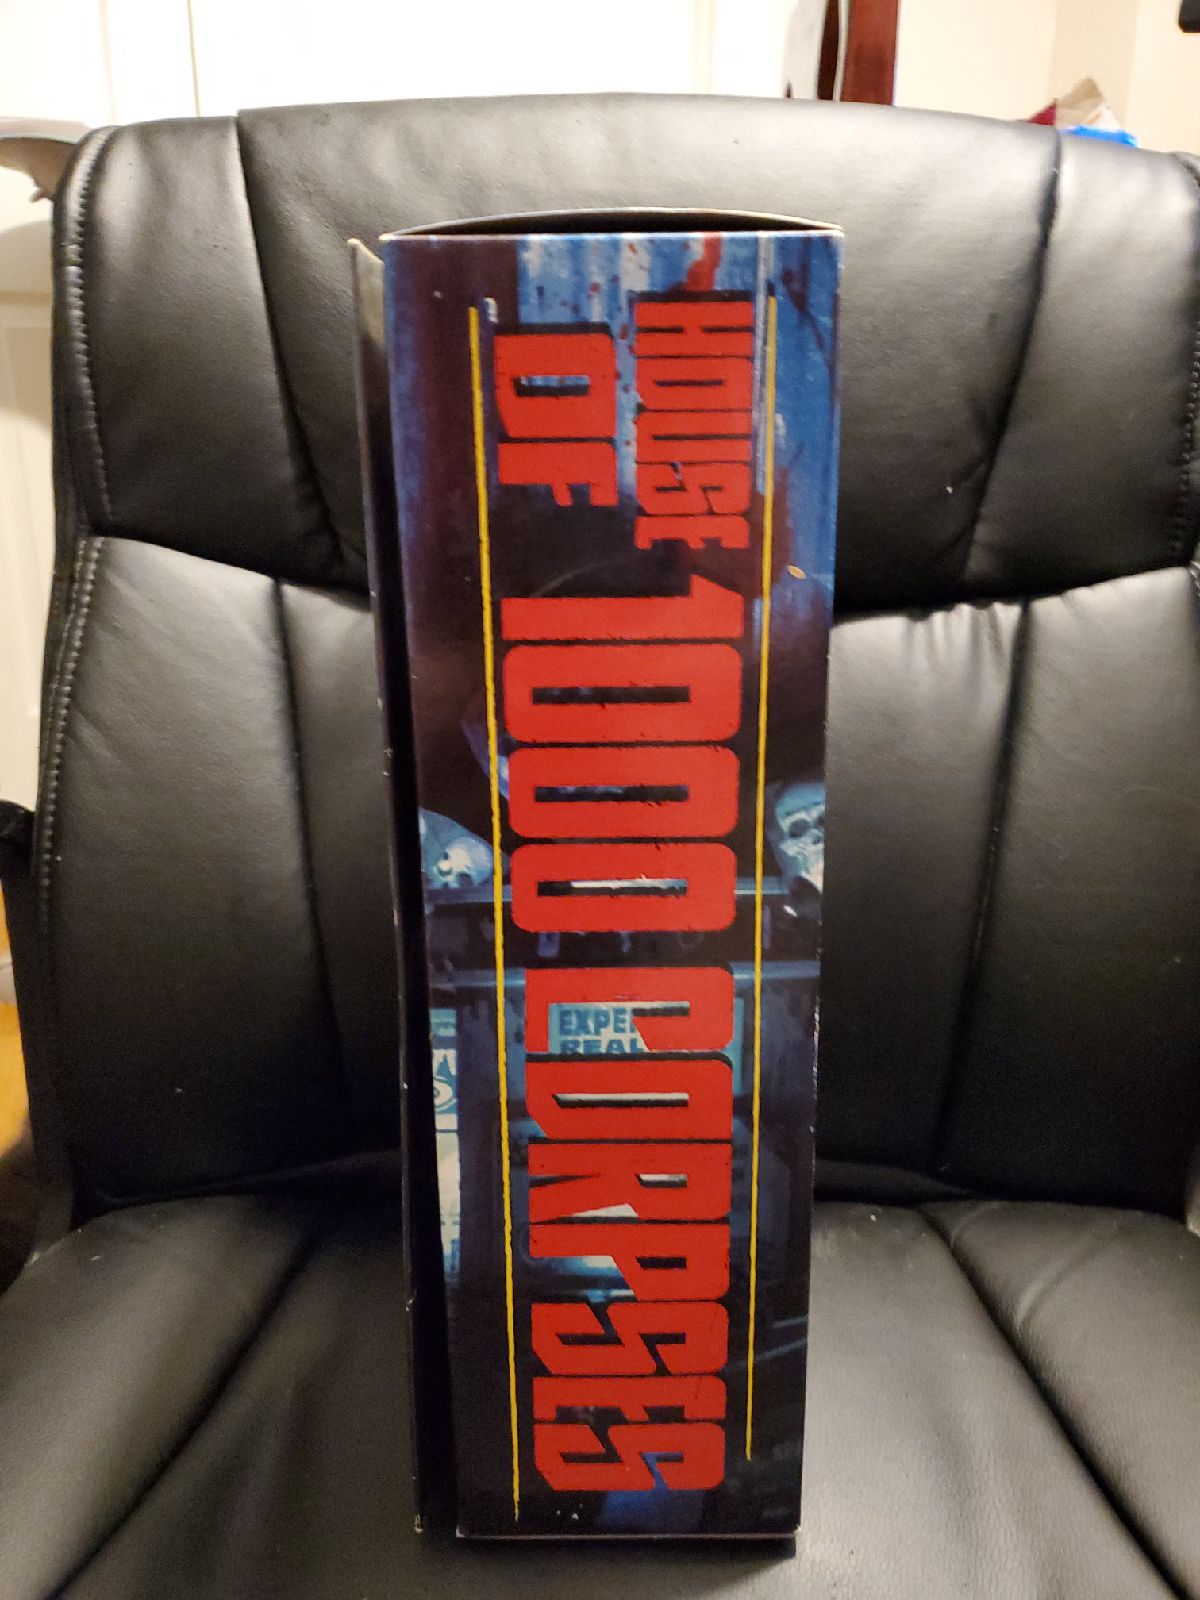 HOUSE
OF
1000 CORPSES
EXPE
REAL